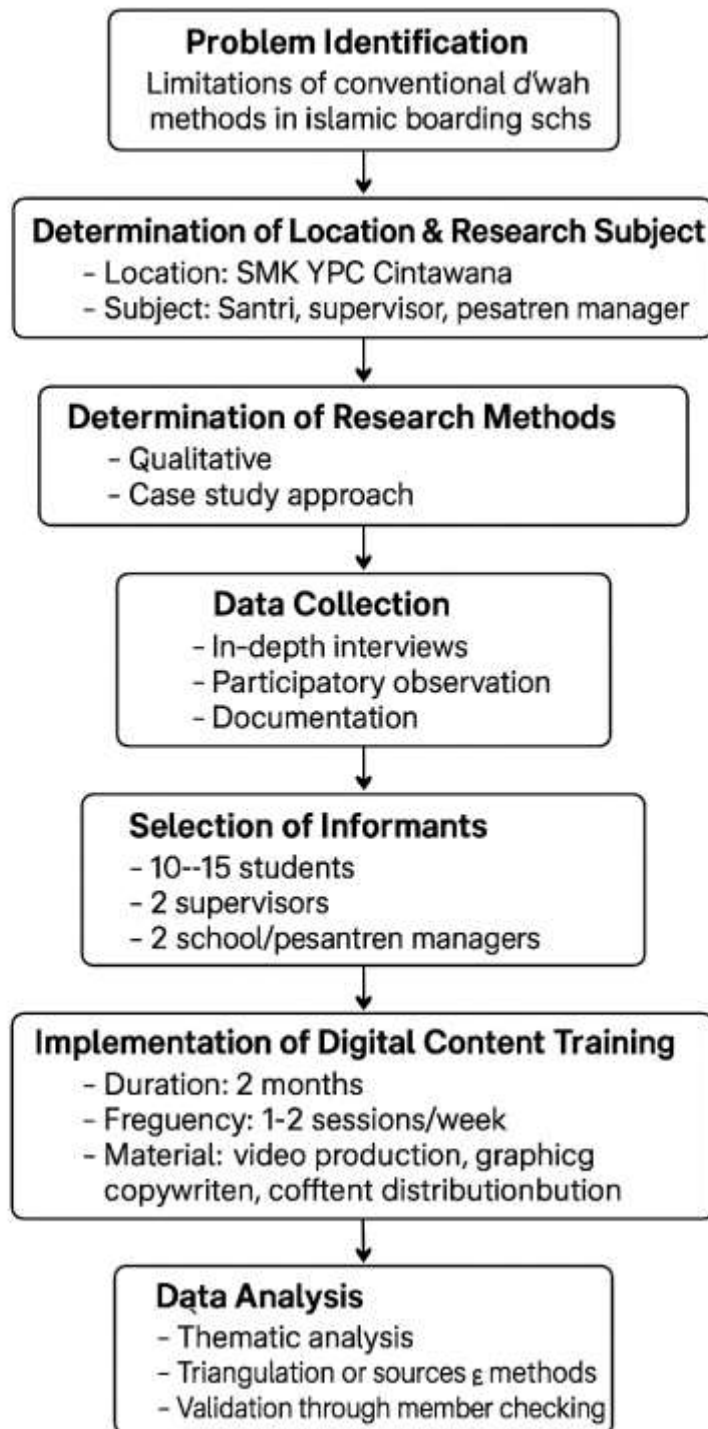 Problem Identification
Limitations of conventional d'wah
methods in islamic boarding schs
Determination of Location & Research Subject
- Location: SMK YPC Cintawana
- Subject: Santri, supervisor, pesatren manager
Determination of Research Methods
- Qualitative
- Case study approach
Data Collection
- In-depth interviews
- Participatory observation
- Documentation
Selection of Informants
- 10--15 students
- 2 supervisors
- 2 school/pesantren managers
Implementation of Digital Content Training
- Duration: 2 months
- Freguency: 1-2 sessions/week
- Material: video production, graphicg
copywriten, cofftent distributionbution
Data Analysis
- Thematic analysis
- Triangulation or sources ε methods
- Validation through member checking